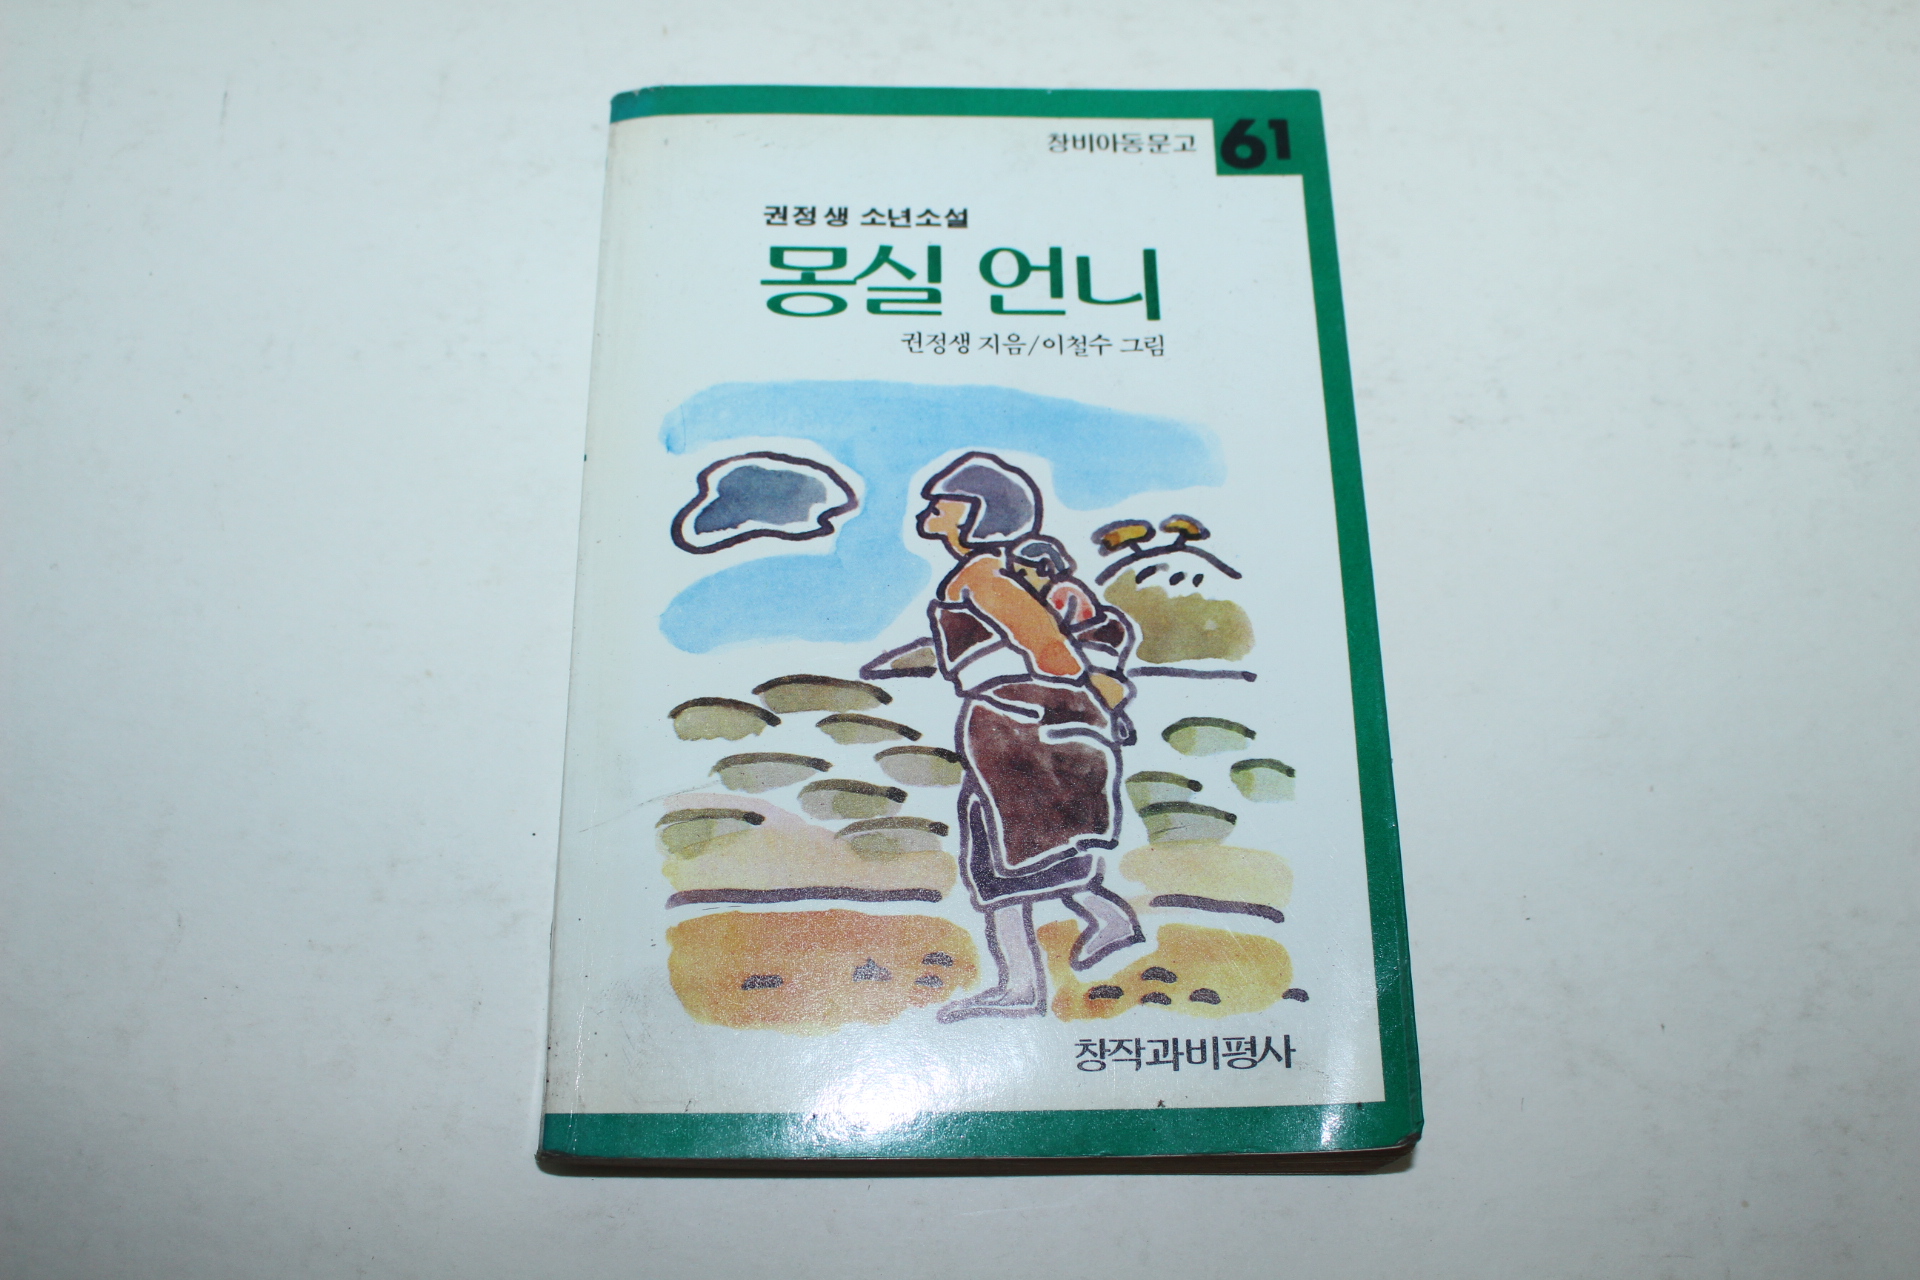 창비아동문고 61
권정생 소년소설
몽실 언니
권정생 지음/이철수 그림
창작과비평사